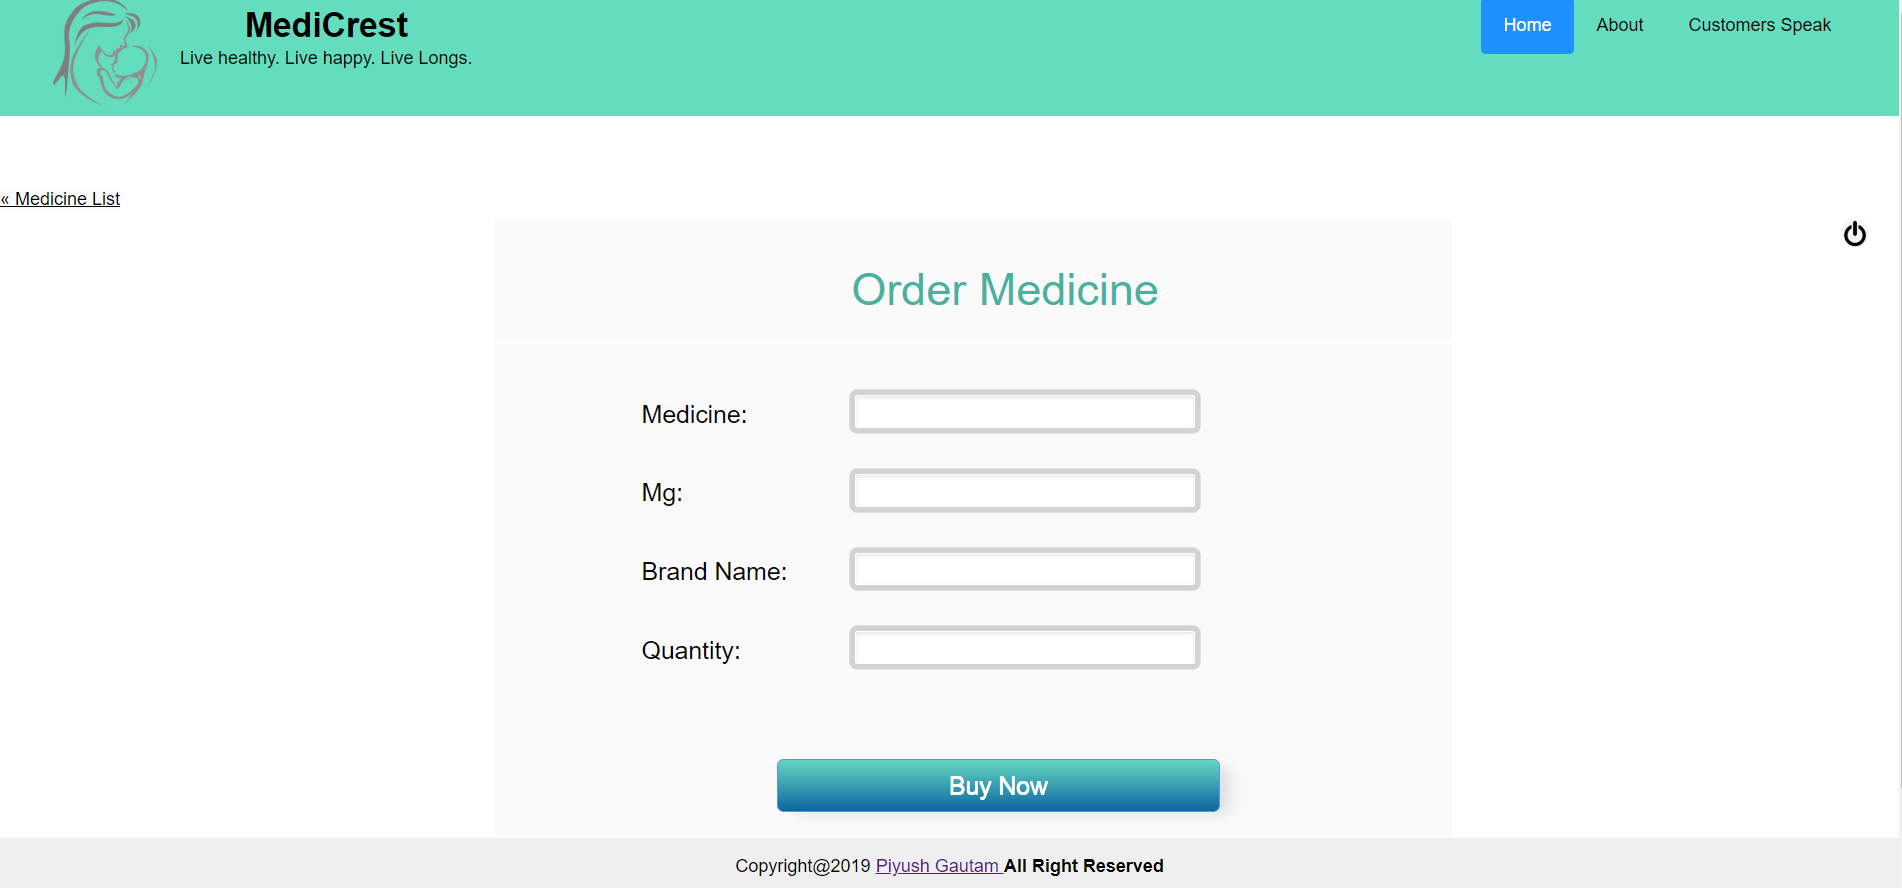 MediCrest
Live healthy. Live happy. Live Longs.
Home
About
Customers Speak
« Medicine List
Order Medicine
Medicine:
Mg:
Brand Name:
Quantity:
Buy Now
Copyright@2019 Piyush Gautam All Right Reserved